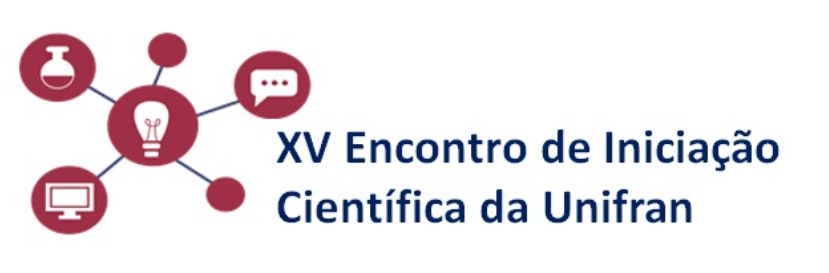 XV Encontro de Iniciação
Científica da Unifran